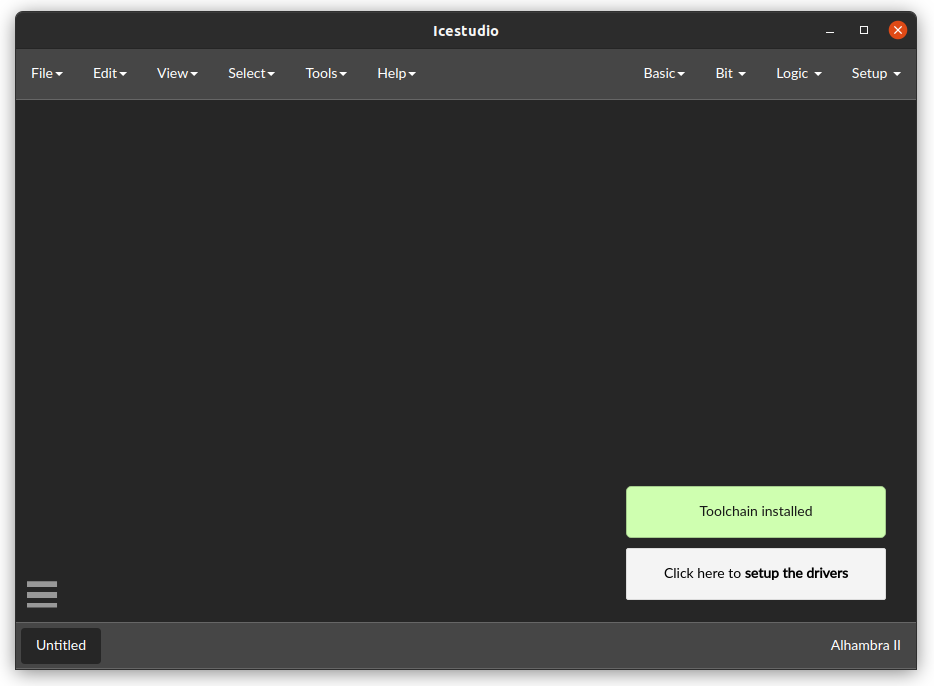 Icestudio
File Edit View Select Tools Help Basic Bit Logic Setup
Toolchain installed
Click here to setup the drivers
Untitled Alhambra II